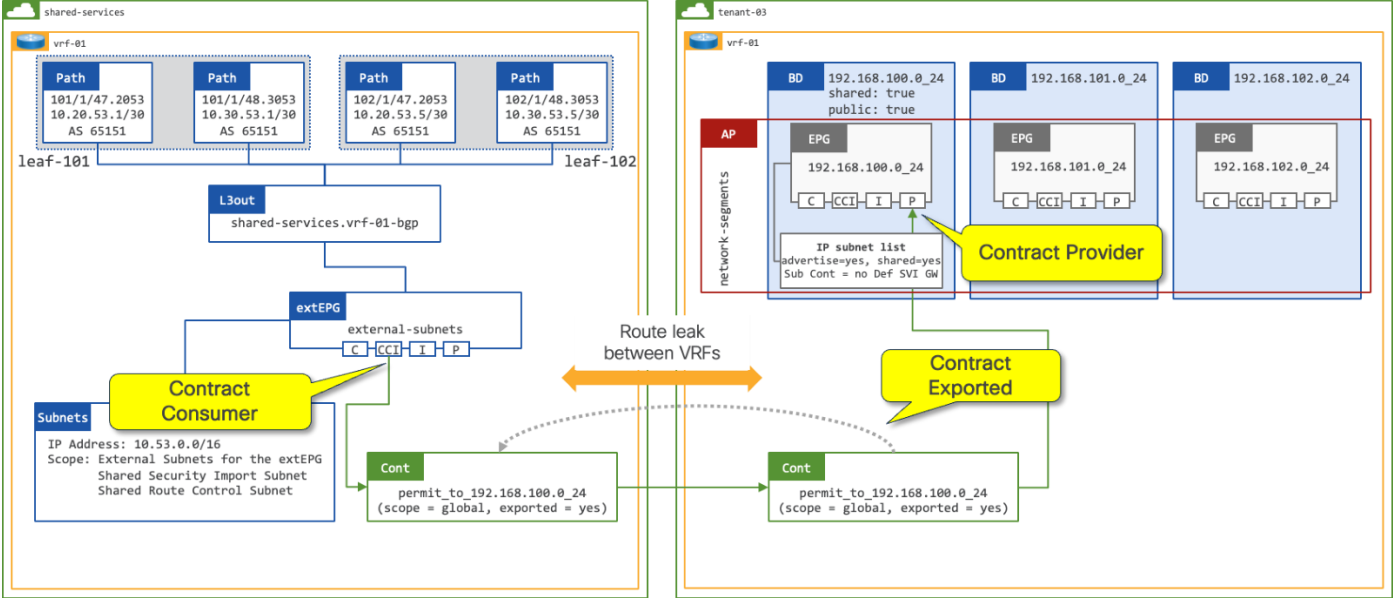 shared-services
vrf-01
Path
101/1/47.2053
10.20.53.1/30
AS 65151
Path
101/1/48.3053
10.30.53.1/30
AS 65151
Path
102/1/47.2053
10.20.53.5/30
AS 65151
Path
102/1/48.3053
10.30.53.5/30
AS 65151
leaf-101
leaf-102
L3out
shared-services.vrf-01-bgp
extEPG
external-subnets
C CCI I P
Contract
Consumer
Subnets
IP Address: 10.53.0.0/16
Scope: External Subnets for the extEPG
Shared Security Import Subnet
Shared Route Control Subnet
Cont
permit_to_192.168.100.0_24
(scope = global, exported = yes)
Route leak
between VRFs
tenant-03
vrf-01
BD
192.168.100.0_24
shared: true
public: true
BD
192.168.101.0_24
BD
192.168.102.0_24
AP
network-segments
EPG
192.168.100.0_24
C CCI I P
EPG
192.168.101.0_24
C CCI I P
EPG
192.168.102.0_24
C CCI I P
IP subnet list
advertise=yes, shared=yes
Sub Cont = no Def SVI GW
Contract Provider
Contract
Exported
Cont
permit_to_192.168.100.0_24
(scope = global, exported = yes)